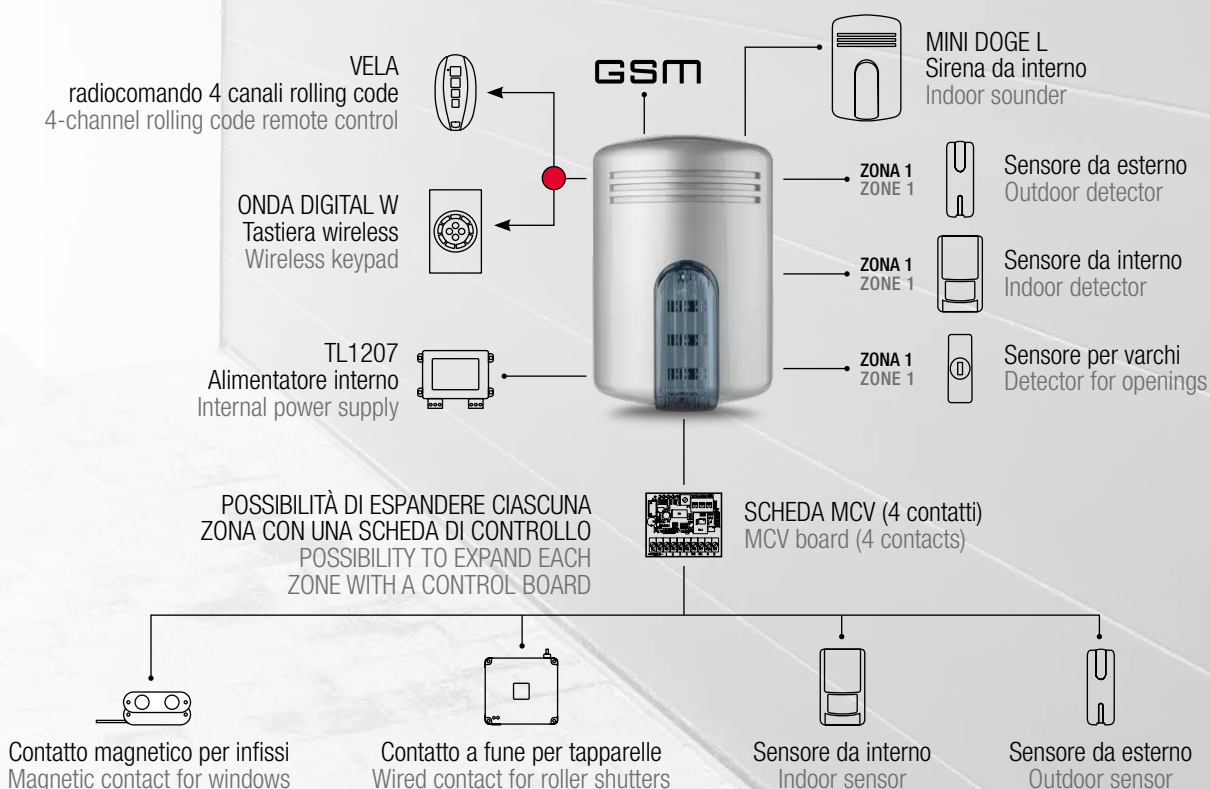 VELA
radiocomando 4 canali rolling code
4-channel rolling code remote control
GSM
MINI DOGE L
Sirena da interno
Indoor sounder
ONDA DIGITAL W
Tastiera wireless
Wireless keypad
ZONA 1
ZONE 1
Sensore da esterno
Outdoor detector
ZONA 1
ZONE 1
Sensore da interno
Indoor detector
TL1207
Alimentatore interno
Internal power supply
ZONA 1
ZONE 1
Sensore per varchi
Detector for openings
POSSIBILITÀ DI ESPANDERE CIASCUNA
ZONA CON UNA SCHEDA DI CONTROLLO
POSSIBILITY TO EXPAND EACH
ZONE WITH A CONTROL BOARD
SCHEDA MCV (4 contatti)
MCV board (4 contacts)
Contatto magnetico per infissi
Magnetic contact for windows
Contatto a fune per tapparelle
Wired contact for roller shutters
Sensore da interno
Indoor sensor
Sensore da esterno
Outdoor sensor